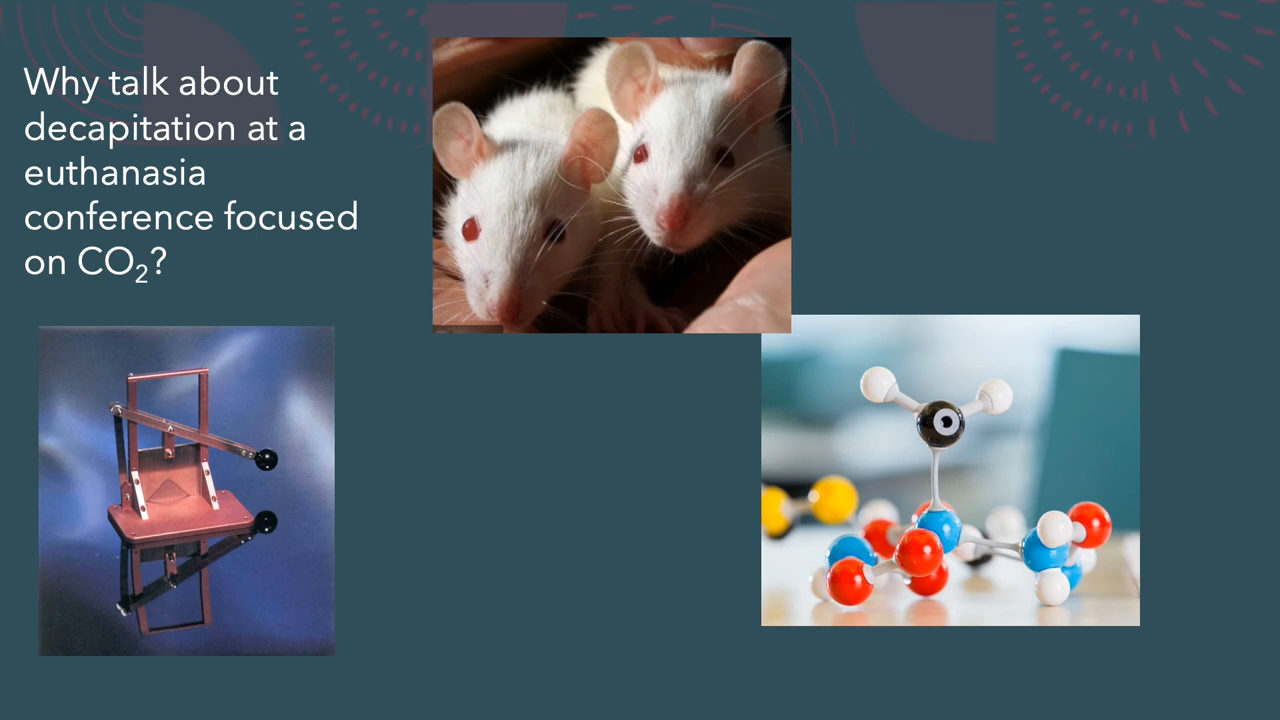 Why talk about
decapitation at a
euthanasia
conference focused
on CO₂?